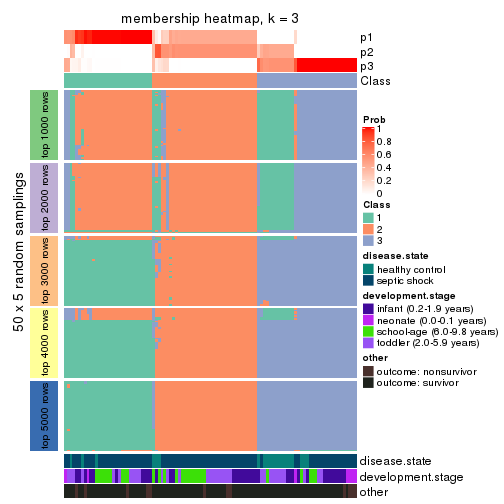 membership heatmap, k = 3
p1
p2
p3
Class
50 x 5 random samplings
top 1000 rows
top 2000 rows
top 3000 rows
top 4000 rows
top 5000 rows
Prob
1
0.8
0.6
0.4
0.2
0
Class
1
2
3
disease.state
healthy control
septic shock
development.stage
infant (0.2-1.9 years)
neonate (0.0-0.1 years)
school-age (6.0-9.8 years)
toddler (2.0-5.9 years)
other
outcome: nonsurvivor
outcome: survivor
disease.state
development.stage
other